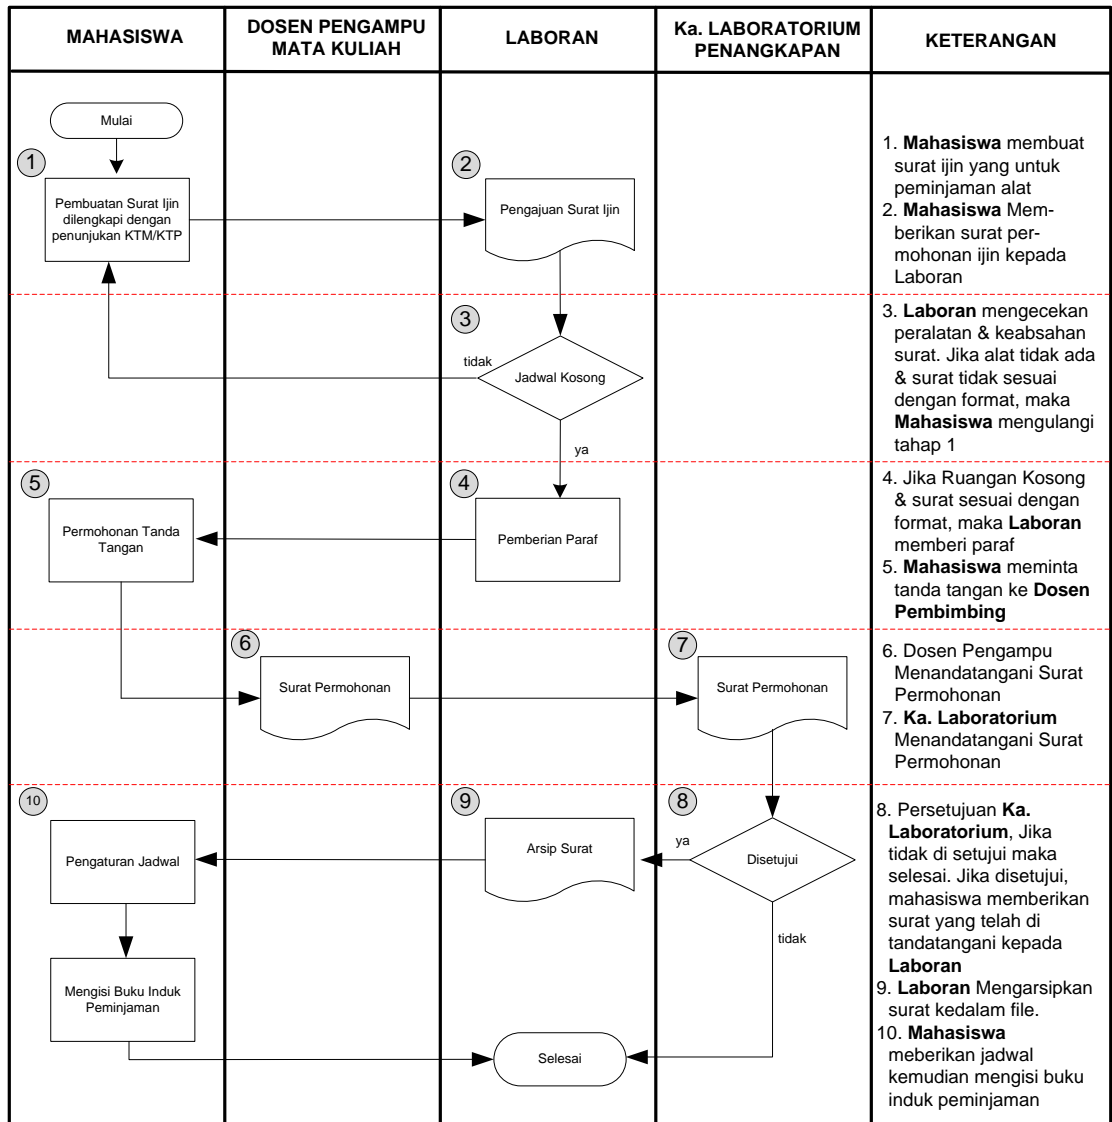 MAHASISWA
DOSEN PENGAMPU
MATA KULIAH
LABORAN
Ka. LABORATORIUM
PENANGKAPAN
KETERANGAN
Mulai
1
Pembuatan Surat Ijin
dilengkapi dengan
penunjukan KTM/KTP
2
Pengajuan Surat Ijin
1. Mahasiswa membuat
surat ijin yang untuk
peminjaman alat
2. Mahasiswa Mem-
berikan surat per-
mohonan ijin kepada
Laboran
3
tidak
Jadwal Kosong
ya
3. Laboran mengecekan
peralatan & keabsahan
surat. Jika alat tidak ada
& surat tidak sesuai
dengan format, maka
Mahasiswa mengulangi
tahap 1
5
Permohonan Tanda
Tangan
4
Pemberian Paraf
4. Jika Ruangan Kosong
& surat sesuai dengan
format, maka Laboran
memberi paraf
5. Mahasiswa meminta
tanda tangan ke Dosen
Pembimbing
6
Surat Permohonan
7
Surat Permohonan
6. Dosen Pengampu
Menandatangani Surat
Permohonan
7. Ka. Laboratorium
Menandatangani Surat
Permohonan
10
Pengaturan Jadwal
Mengisi Buku Induk
Peminjaman
9
Arsip Surat
8
ya
Disetujui
tidak
Selesai
8. Persetujuan Ka.
Laboratorium, Jika
tidak di setujui maka
selesai. Jika disetujui,
mahasiswa memberikan
surat yang telah di
tandatangani kepada
Laboran
9. Laboran Mengarsipkan
surat kedalam file.
10. Mahasiswa
meberikan jadwal
kemudian mengisi buku
induk peminjaman